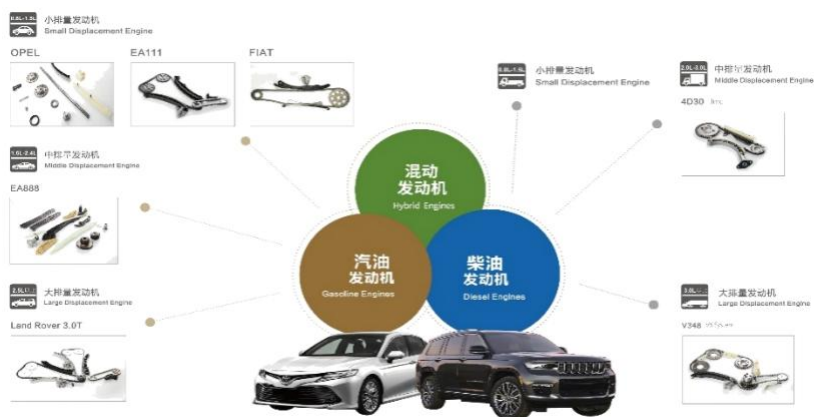 小排量发动机
Small Displacement Engine
OPEL
EA111
FIAT
中排量发动机
Middle Displacement Engine
EA888
大排量发动机
Large Displacement Engine
Land Rover 3.0T
混动
发动机
Hybrid Engines
汽油
发动机
Gasoline Engines
柴油
发动机
Diesel Engines
小排量发动机
Small Displacement Engine
2.0L-3.0L
中排量发动机
Middle Displacement Engine
4D30
大排量发动机
Large Displacement Engine
V348